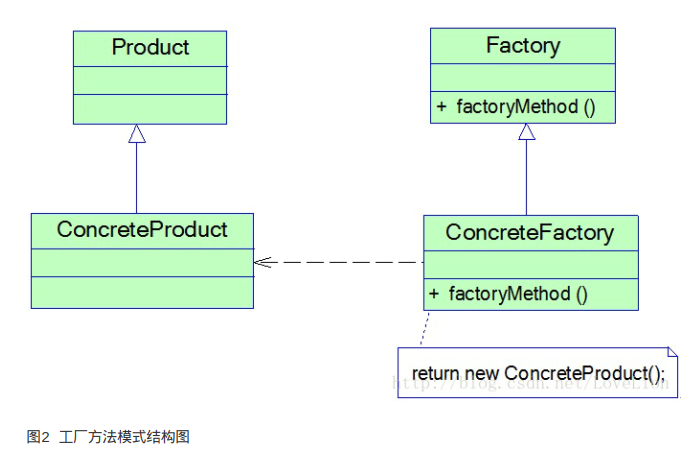 Product
Factory
+ factoryMethod ()
ConcreteProduct
ConcreteFactory
+ factoryMethod ()
return new ConcreteProduct();
http://blog.csdn.net/LoveLion
图2 工厂方法模式结构图